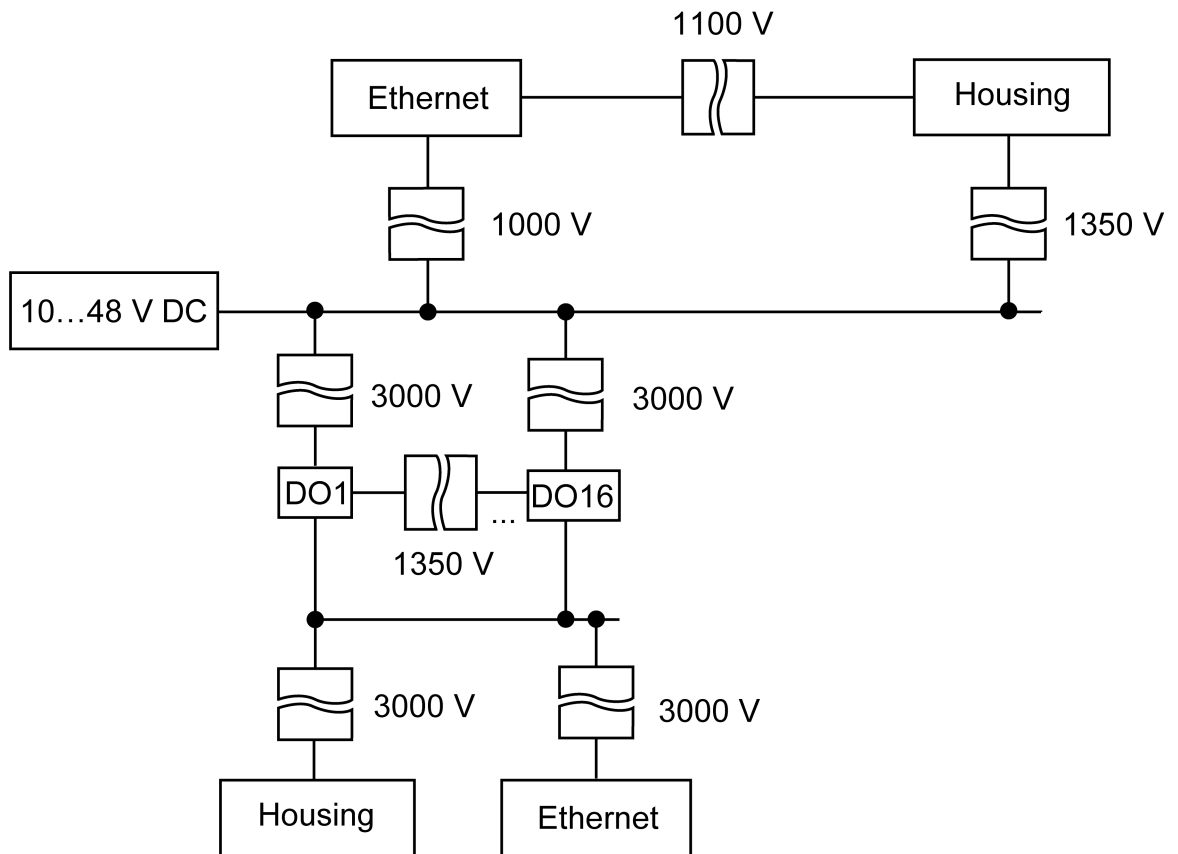 1100 V
Ethernet
Housing
1000 V
1350 V
10...48 V DC
3000 V
3000 V
DO1
...
DO16
1350 V
3000 V
3000 V
Housing
Ethernet